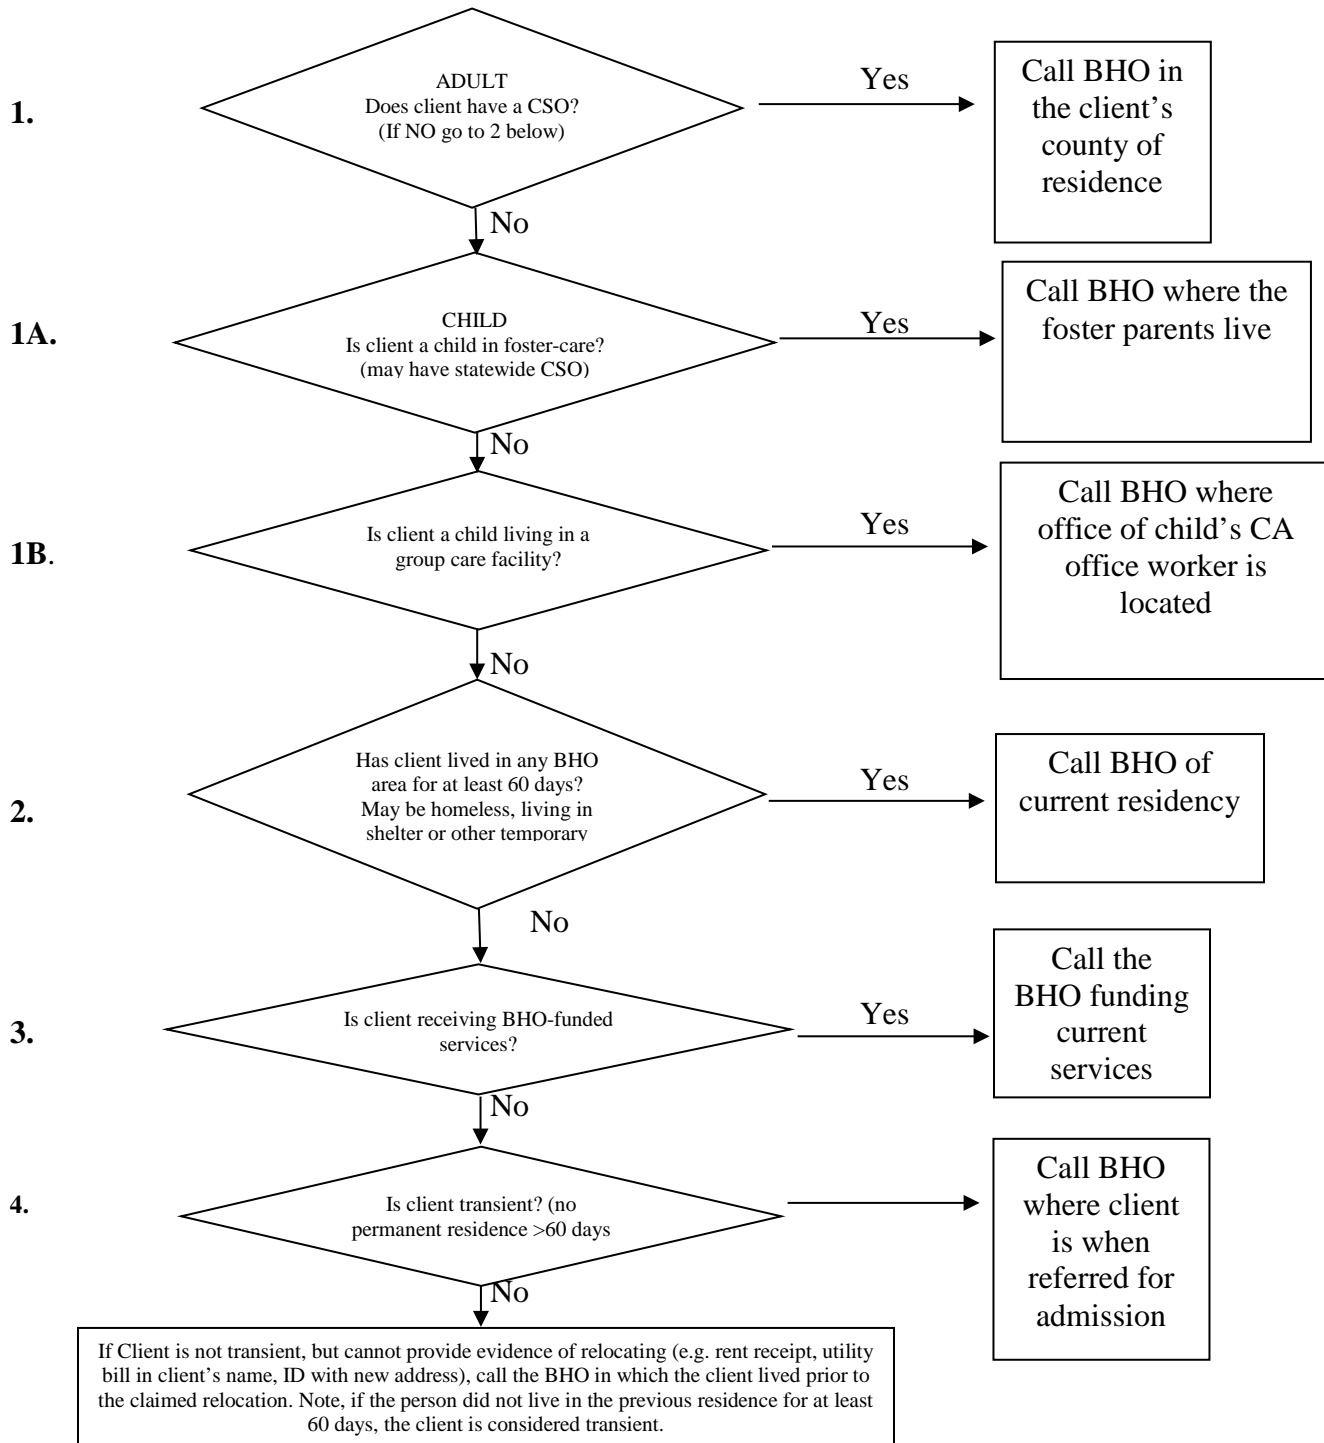 1.
ADULT
Does client have a CSO?
(If NO go to 2 below)
Yes
Call BHO in
the client's
county of
residence
No
1A.
CHILD
Is client a child in foster-care?
(may have statewide CSO)
Yes
Call BHO where the
foster parents live
No
1B.
Is client a child living in a
group care facility?
Yes
Call BHO where
office of child's CA
office worker is
located
No
2.
Has client lived in any BHO
area for at least 60 days?
May be homeless, living in
shelter or other temporary
Yes
Call BHO of
current residency
No
3.
Is client receiving BHO-funded
services?
Yes
Call the
BHO funding
current
services
No
4.
Is client transient? (no
permanent residence >60 days
Call BHO
where client
is when
referred for
admission
No
If Client is not transient, but cannot provide evidence of relocating (e.g. rent receipt, utility
bill in client's name, ID with new address), call the BHO in which the client lived prior to
the claimed relocation. Note, if the person did not live in the previous residence for at least
60 days, the client is considered transient.